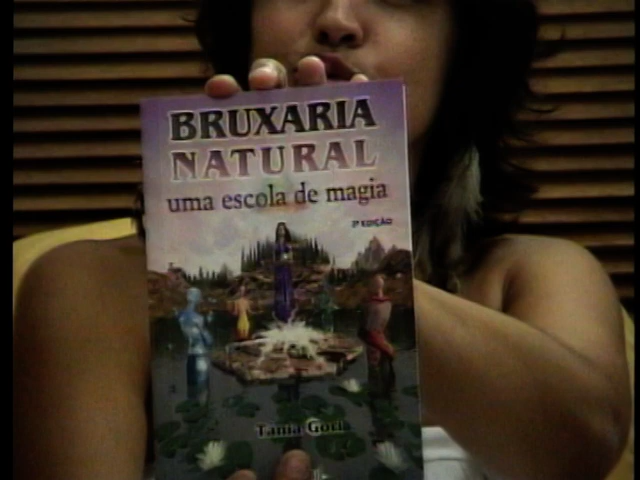 BRUXARIA
NATURAL
uma escola de magia
2ª EDIÇÃO
Tania Gori